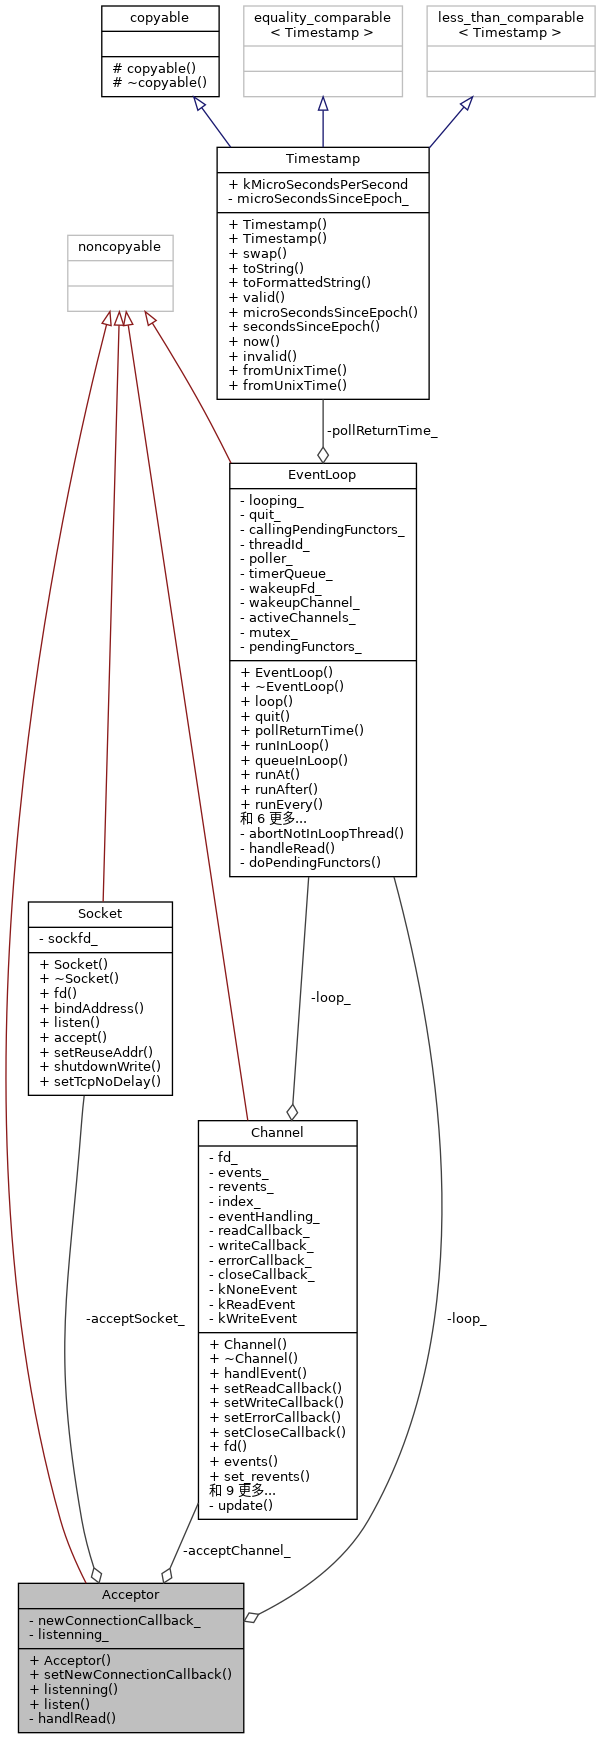 copyable
# copyable()
# ~copyable()
equality_comparable
< Timestamp >
less_than_comparable
< Timestamp >
Timestamp
+ kMicroSecondsPerSecond
- microSecondsSinceEpoch_
+ Timestamp()
+ Timestamp()
+ swap()
+ toString()
+ toFormattedString()
+ valid()
+ microSecondsSinceEpoch()
+ secondsSinceEpoch()
+ now()
+ invalid()
+ fromUnixTime()
+ fromUnixTime()
noncopyable
-pollReturnTime_
EventLoop
- looping_
- quit_
- callingPendingFunctors_
- threadId_
- poller_
- timerQueue_
- wakeupFd_
- wakeupChannel_
- activeChannels_
- mutex_
- pendingFunctors_
+ EventLoop()
+ ~EventLoop()
+ loop()
+ quit()
+ pollReturnTime()
+ runInLoop()
+ queueInLoop()
+ runAt()
+ runAfter()
+ runEvery()
和 6 更多...
- abortNotInLoopThread()
- handleRead()
- doPendingFunctors()
Socket
- sockfd_
+ Socket()
+ ~Socket()
+ fd()
+ bindAddress()
+ listen()
+ accept()
+ setReuseAddr()
+ shutdownWrite()
+ setTcpNoDelay()
-loop_
Channel
- fd_
- events_
- revents_
- index_
- eventHandling_
- readCallback_
- writeCallback_
- errorCallback_
- closeCallback_
- kNoneEvent
- kReadEvent
- kWriteEvent
+ Channel()
+ ~Channel()
+ handlEvent()
+ setReadCallback()
+ setWriteCallback()
+ setErrorCallback()
+ setCloseCallback()
+ fd()
+ events()
+ set_revents()
和 9 更多...
- update()
-acceptSocket_
-loop_
-acceptChannel_
Acceptor
- newConnectionCallback_
- listenning_
+ Acceptor()
+ setNewConnectionCallback()
+ listenning()
+ listen()
- handlRead()